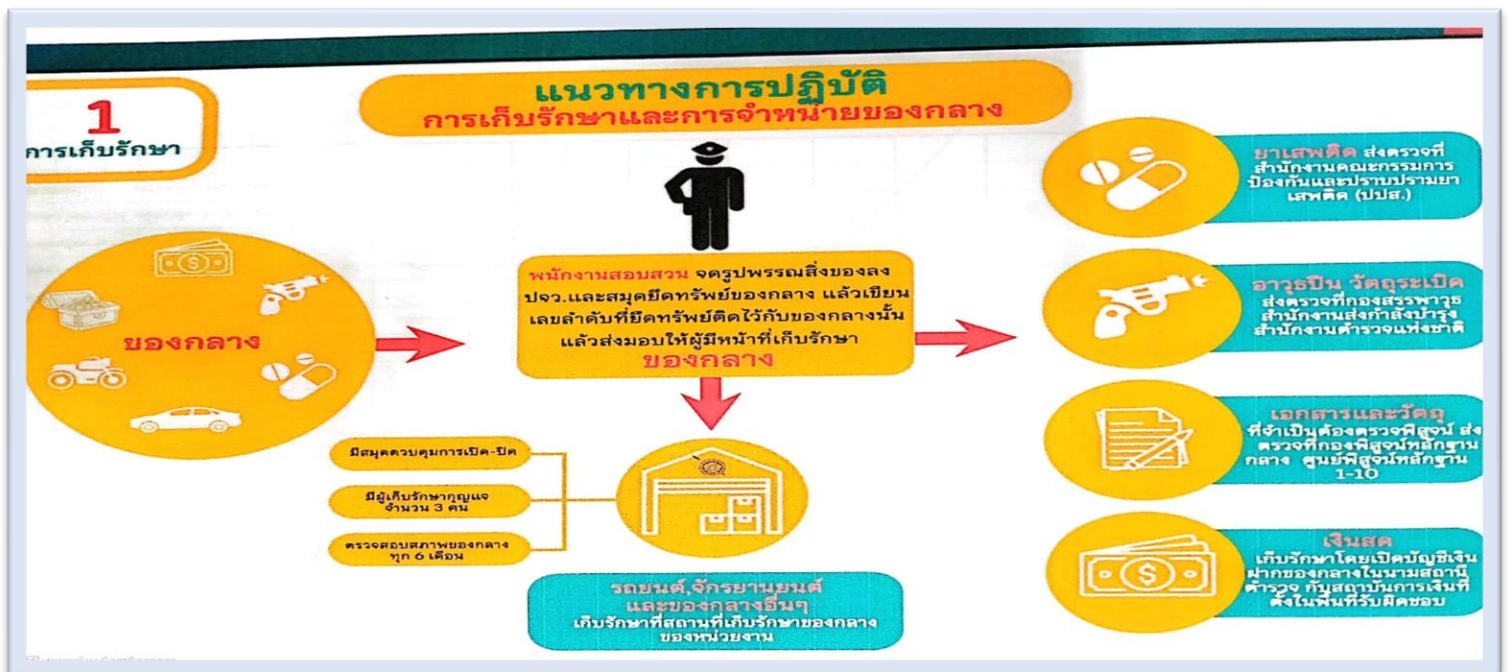 แนวทางการปฏิบัติ
การเก็บรักษาและการจำหน่ายของกลาง
1
การเก็บรักษา
ของกลาง
พนักงานสอบสวน จดรูปพรรณสิ่งของลง
ปจว.และสมุดยึดทรัพย์ของกลาง แล้วเขียน
เลขลำดับที่ยึดทรัพย์ติดไว้กับของกลางนั้น
แล้วส่งมอบให้ผู้มีหน้าที่เก็บรักษา
ของกลาง
มีสมุดควบคุมการเปิด-ปิด
มีผู้เก็บรักษากุญแจ
จำนวน 3 คน
ตรวจสอบสภาพของกลาง
ทุก 6 เดือน
รถยนต์,จักรยานยนต์
และของกลางอื่นๆ
เก็บรักษาที่สถานที่เก็บรักษาของกลาง
ของหน่วยงาน
ยาเสพติด ส่งตรวจที่
สำนักงานคณะกรรมการ
ป้องกันและปราบปรามยา
เสพติด (ปปส.)
อาวุธปืน วัตถุระเบิด
ส่งตรวจที่กองสรรพาวุธ
สำนักงานส่งกำลังบำรุง
สำนักงานตำรวจแห่งชาติ
เอกสารและวัตถุ
ที่จำเป็นต้องตรวจพิสูจน์ ส่ง
ตรวจที่กองพิสูจน์หลักฐาน
กลาง ศูนย์พิสูจน์หลักฐาน
1-10
เงินสด
เก็บรักษาโดยเปิดบัญชีเงิน
ฝากของกลางในนามสถานี
ตำรวจ กับสถาบันการเงินที่
ตั้งในพื้นที่รับผิดชอบ